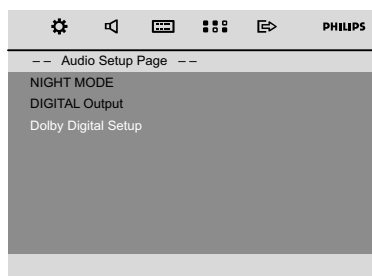 PHILIPS
-- Audio Setup Page --
NIGHT MODE
DIGITAL Output
Dolby Digital Setup